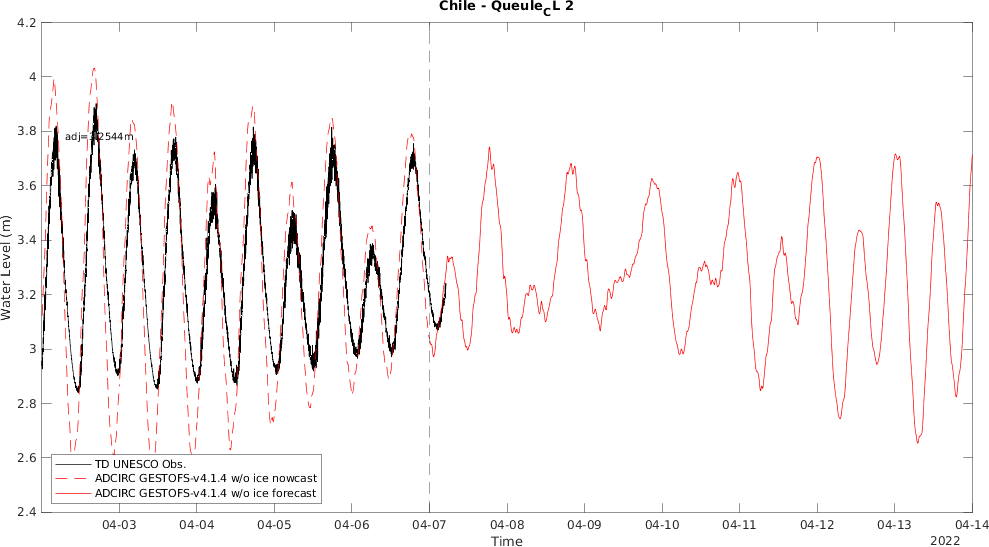 Chile - Queule_CL 2
4.2
4
3.8
3.6
3.4
3.2
3
2.8
2.6
2.4
Water Level (m)
TD UNESCO Obs.
ADCIRC GESTOFS-v4.1.4 w/o ice nowcast
ADCIRC GESTOFS-v4.1.4 w/o ice forecast
04-03 04-04 04-05 04-06 04-07 04-08 04-09 04-10 04-11 04-12 04-13 04-14
Time
2022